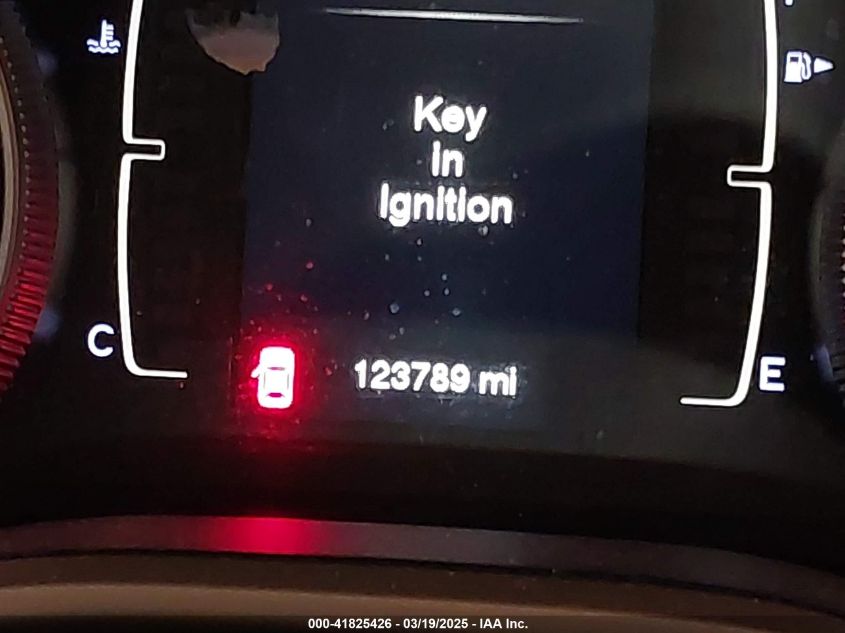 Key
in
Ignition
C
E
123789 mi
000-41825426 - 03/19/2025 - IAA Inc.